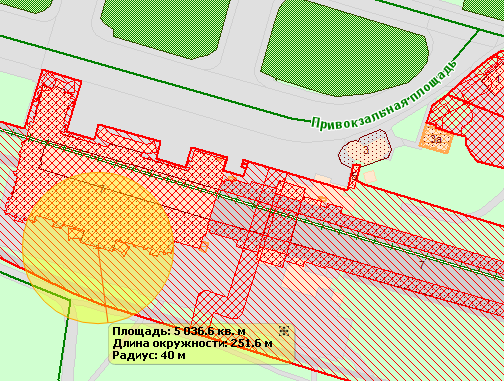 Привокзальная площадь
3
3а
7
Площадь: 5 036,6 кв. м
Длина окружности: 251.6 м
Радиус: 40 м